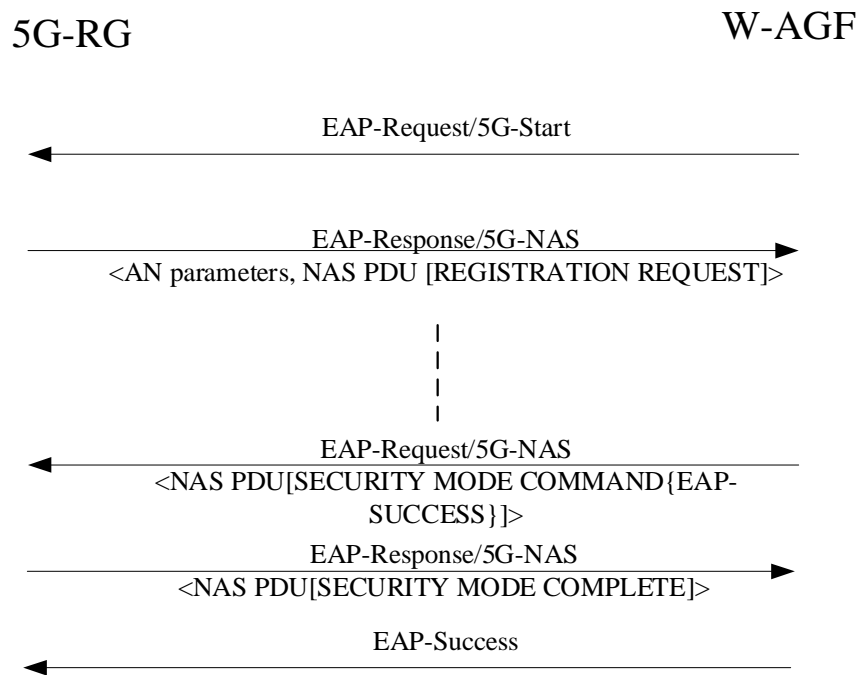 5G-RG
W-AGF
EAP-Request/5G-Start
EAP-Response/5G-NAS
<AN parameters, NAS PDU [REGISTRATION REQUEST]>
EAP-Request/5G-NAS
<NAS PDU[SECURITY MODE COMMAND{EAP-
SUCCESS}]>
EAP-Response/5G-NAS
<NAS PDU[SECURITY MODE COMPLETE]>
EAP-Success